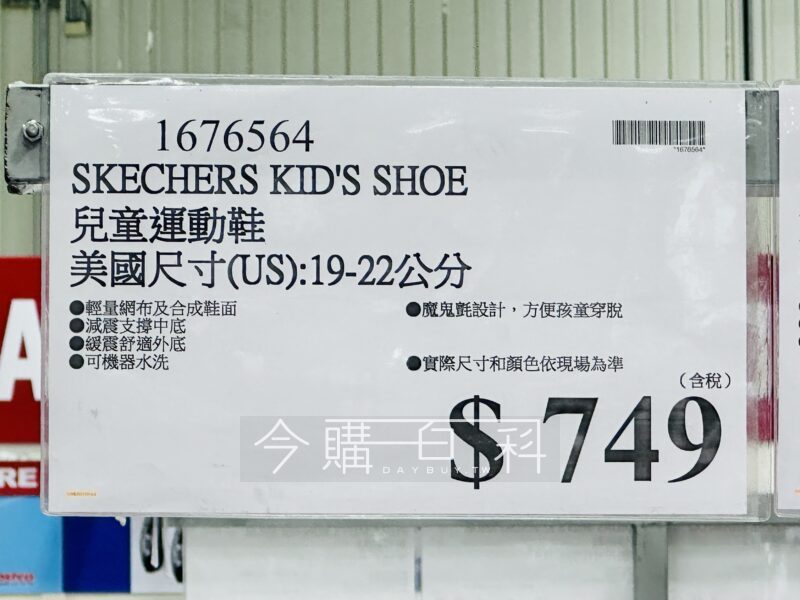 1676564
*1676564*
SKECHERS KID'S SHOE
兒童運動鞋
美國尺寸(US):19-22公分
●輕量網布及合成鞋面
●減震支撐中底
●緩震舒適外底
●可機器水洗
●魔鬼氈設計，方便孩童穿脫
●實際尺寸和顏色依現場為準
(含稅)
$ 749
今購百科
DAYBUY.TW
A
RE